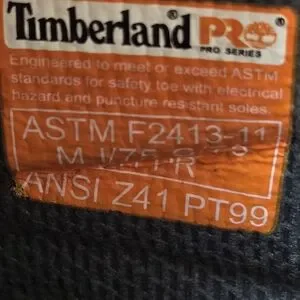 Timberland® PRO®
PRO SERIES
Engineered to meet or exceed ASTM
standards for safety toe with electrical
hazard and puncture resistant soles.
ASTM F2413-11
M I/75
ANSI Z41 PT99